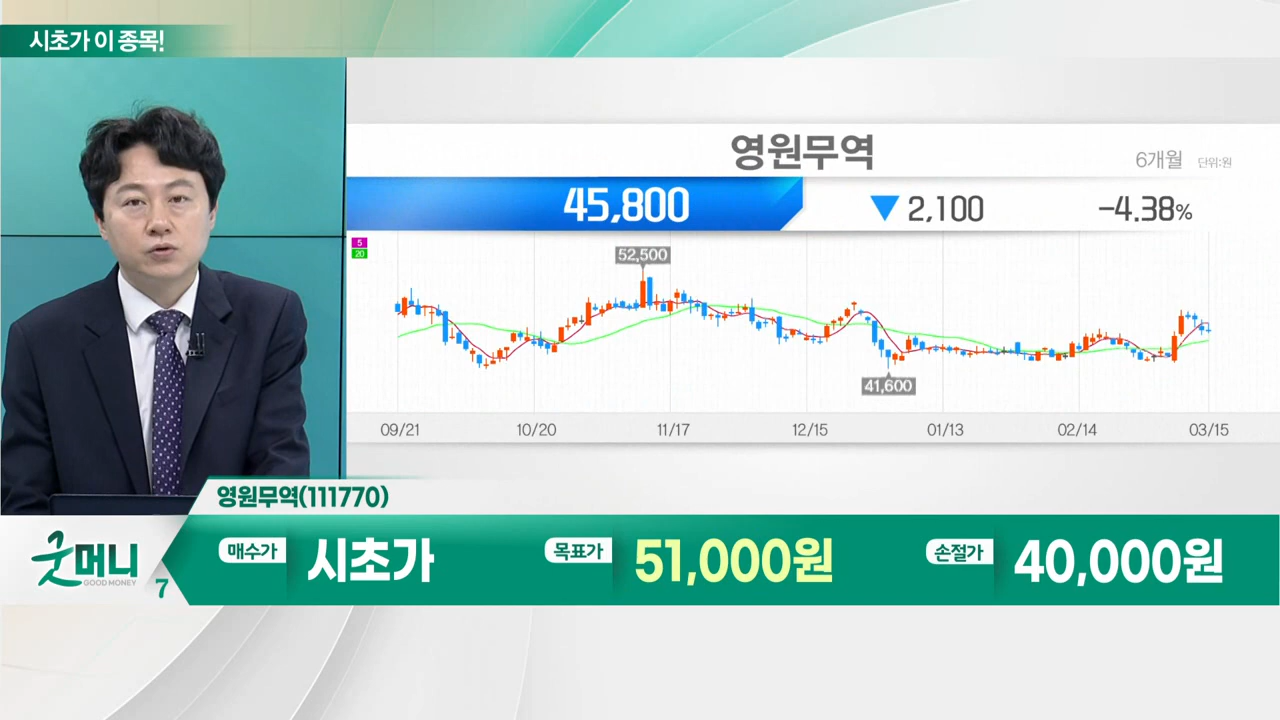 시초가 이 종목!
영원무역
6개월 단위:원
45,800 ▼ 2,100 -4.38%
5
20
52,500
41,600
09/21 10/20 11/17 12/15 01/13 02/14 03/15
영원무역(111770)
굿머니
GOOD MONEY
7
매수가 시초가 목표가 51,000원 손절가 40,000원